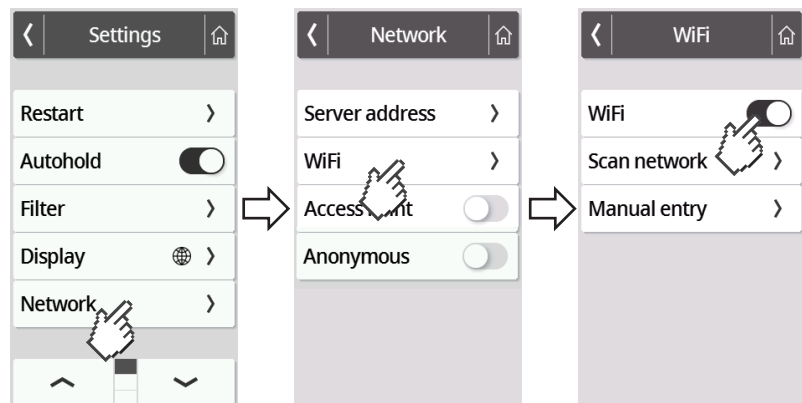 Settings
Restart
Autohold
Filter
Display
Network
Network
Server address
WiFi
Access
Anonymous
WiFi
WiFi
Scan network
Manual entry